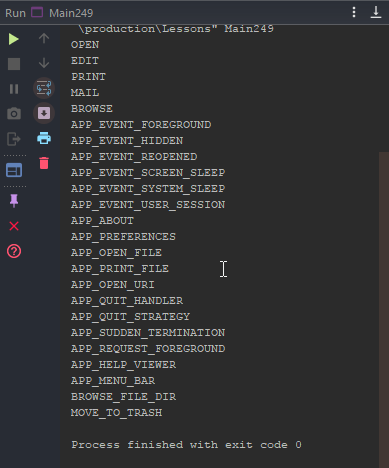 Run Main249
\production\Lessons" Main249
OPEN
EDIT
PRINT
MAIL
BROWSE
APP_EVENT_FOREGROUND
APP_EVENT_HIDDEN
APP_EVENT_REOPENED
APP_EVENT_SCREEN_SLEEP
APP_EVENT_SYSTEM_SLEEP
APP_EVENT_USER_SESSION
APP_ABOUT
APP_PREFERENCES
APP_OPEN_FILE
APP_PRINT_FILE
APP_OPEN_URI
APP_QUIT_HANDLER
APP_QUIT_STRATEGY
APP_SUDDEN_TERMINATION
APP_REQUEST_FOREGROUND
APP_HELP_VIEWER
APP_MENU_BAR
BROWSE_FILE_DIR
MOVE_TO_TRASH
Process finished with exit code 0